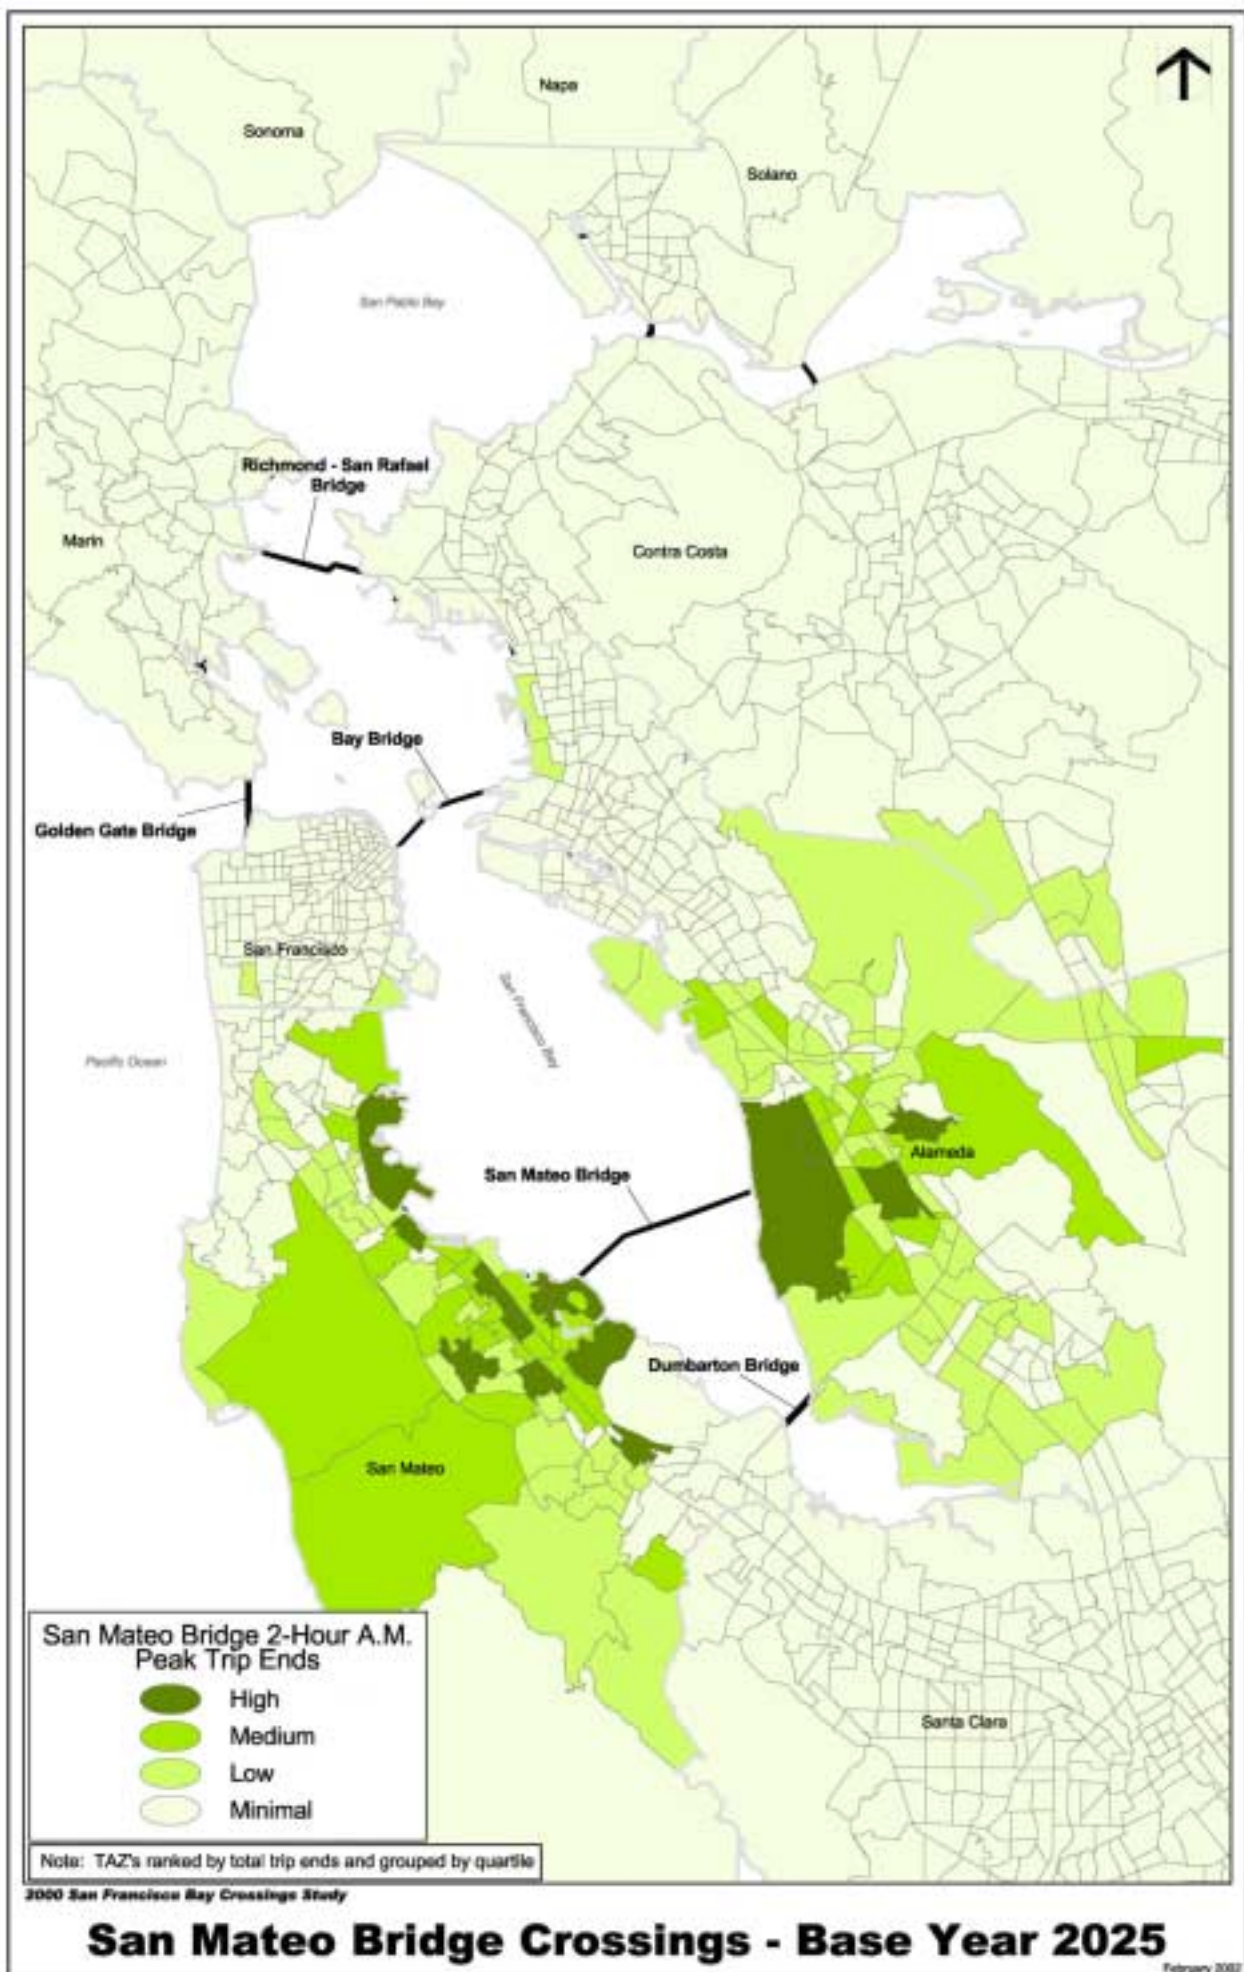 Napa
Sonoma
Solano
San Pablo Bay
Richmond - San Rafael
Bridge
Marin
Contra Costa
Bay Bridge
Golden Gate Bridge
San Francisco
San Francisco Bay
Pacific Ocean
Alameda
San Mateo Bridge
Dumbarton Bridge
San Mateo
Santa Clara
San Mateo Bridge 2-Hour A.M.
Peak Trip Ends
High
Medium
Low
Minimal
Note: TAZ's ranked by total trip ends and grouped by quartile
2000 San Francisco Bay Crossings Study
San Mateo Bridge Crossings - Base Year 2025
February 2002